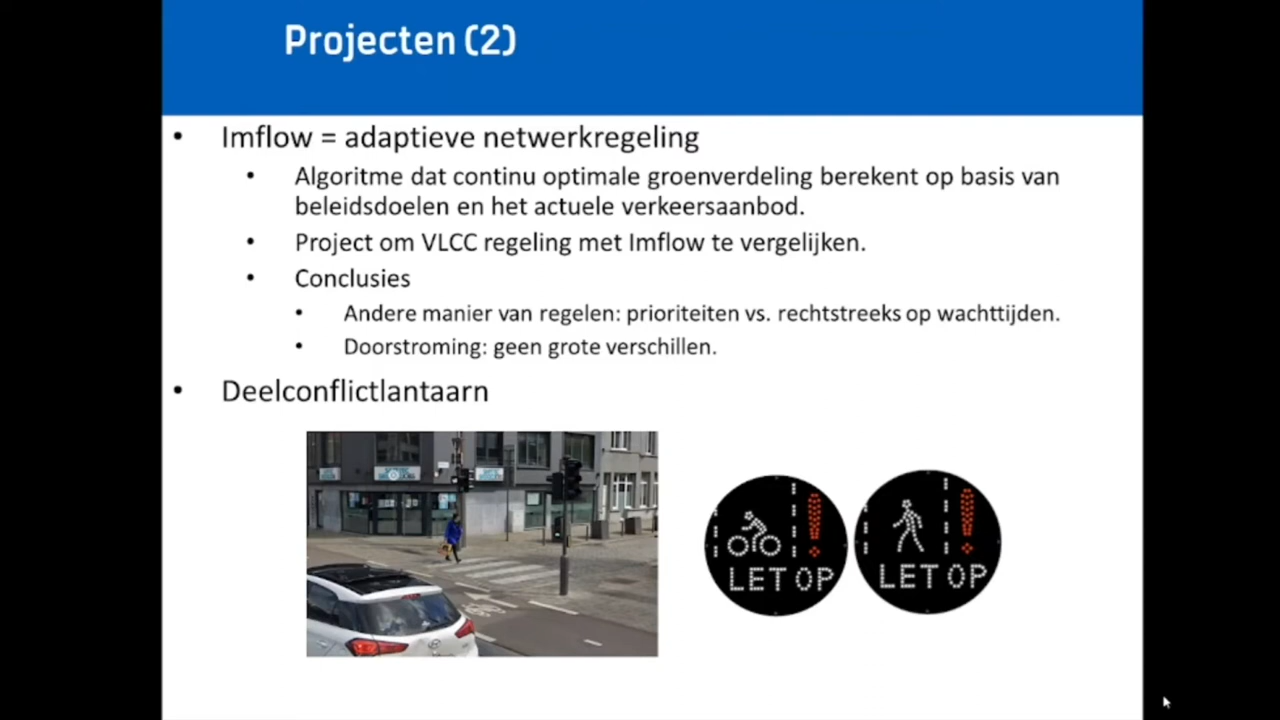 Projecten (2)
• Imflow = adaptieve netwerkregeling
• Algoritme dat continu optimale groenverdeling berekent op basis van
beleidsdoelen en het actuele verkeersaanbod.
• Project om VLCC regeling met Imflow te vergelijken.
• Conclusies
• Andere manier van regelen: prioriteiten vs. rechtstreeks op wachttijden.
• Doorstroming: geen grote verschillen.
• Deelconflictlantaarn
!
LET OP
!
LET OP